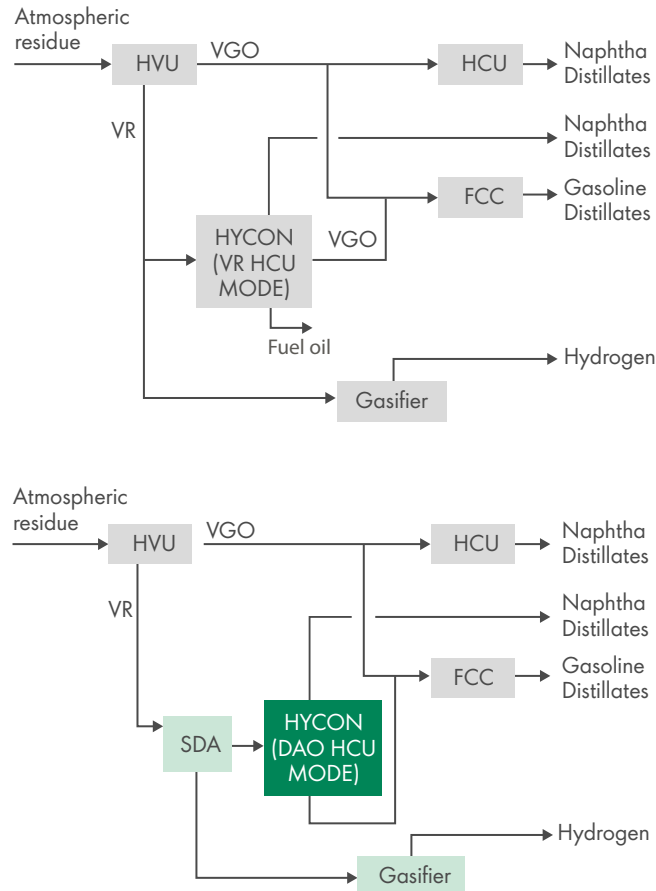 Atmospheric
residue
HVU
VGO
HCU
Naphtha
Distillates
VR
Naphtha
Distillates
FCC
Gasoline
Distillates
HYCON
(VR HCU
MODE)
VGO
Fuel oil
Hydrogen
Gasifier
Atmospheric
residue
HVU
VGO
HCU
Naphtha
Distillates
VR
Naphtha
Distillates
FCC
Gasoline
Distillates
SDA
HYCON
(DAO HCU
MODE)
Hydrogen
Gasifier